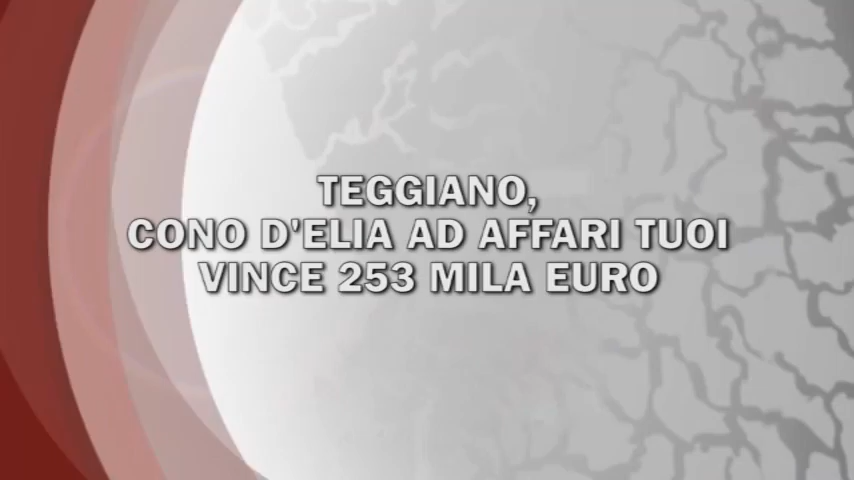 TEGGIANO,
CONO D'ELIA AD AFFARI TUOI
VINCE 253 MILA EURO